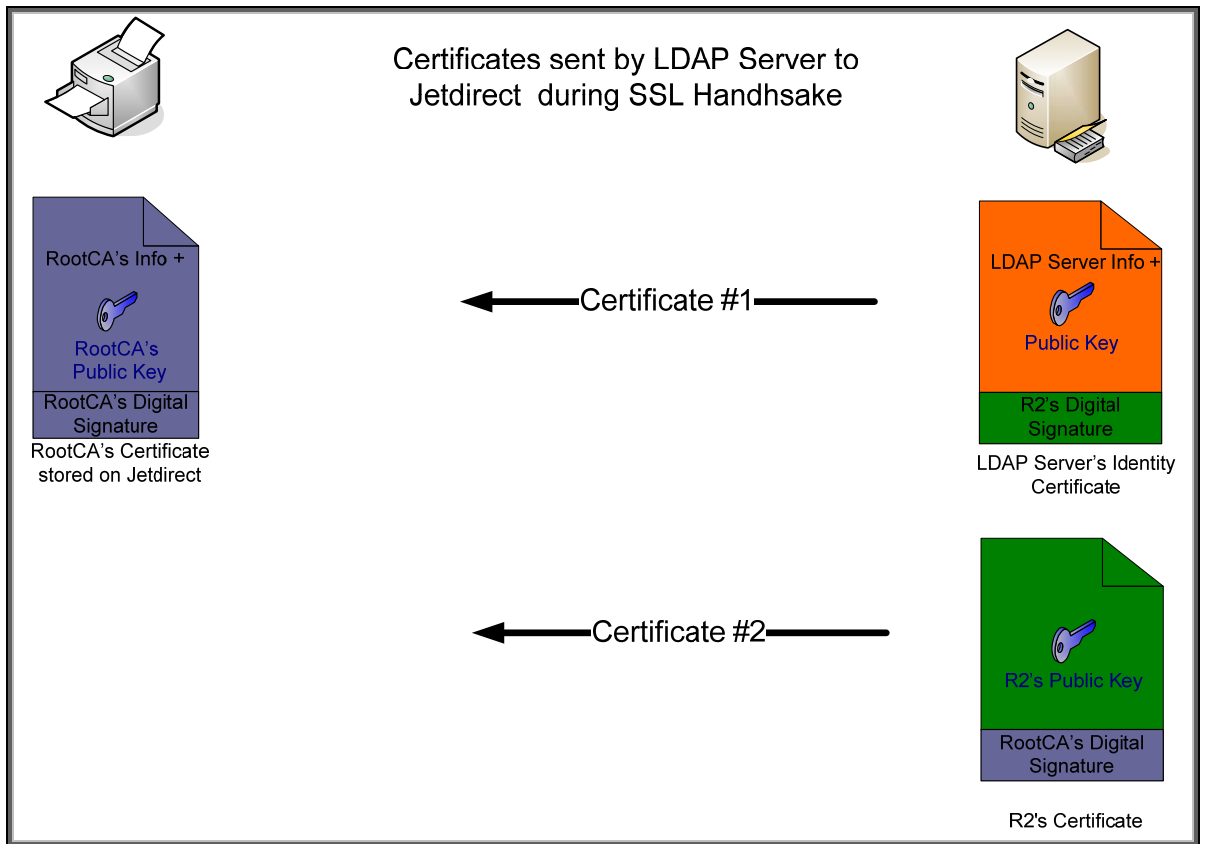 Certificates sent by LDAP Server to
Jetdirect during SSL Handhsake
RootCA's Info +
RootCA's
Public Key
RootCA's Digital
Signature
RootCA's Certificate
stored on Jetdirect
Certificate #1
LDAP Server Info +
Public Key
R2's Digital
Signature
LDAP Server's Identity
Certificate
Certificate #2
R2's Public Key
RootCA's Digital
Signature
R2's Certificate